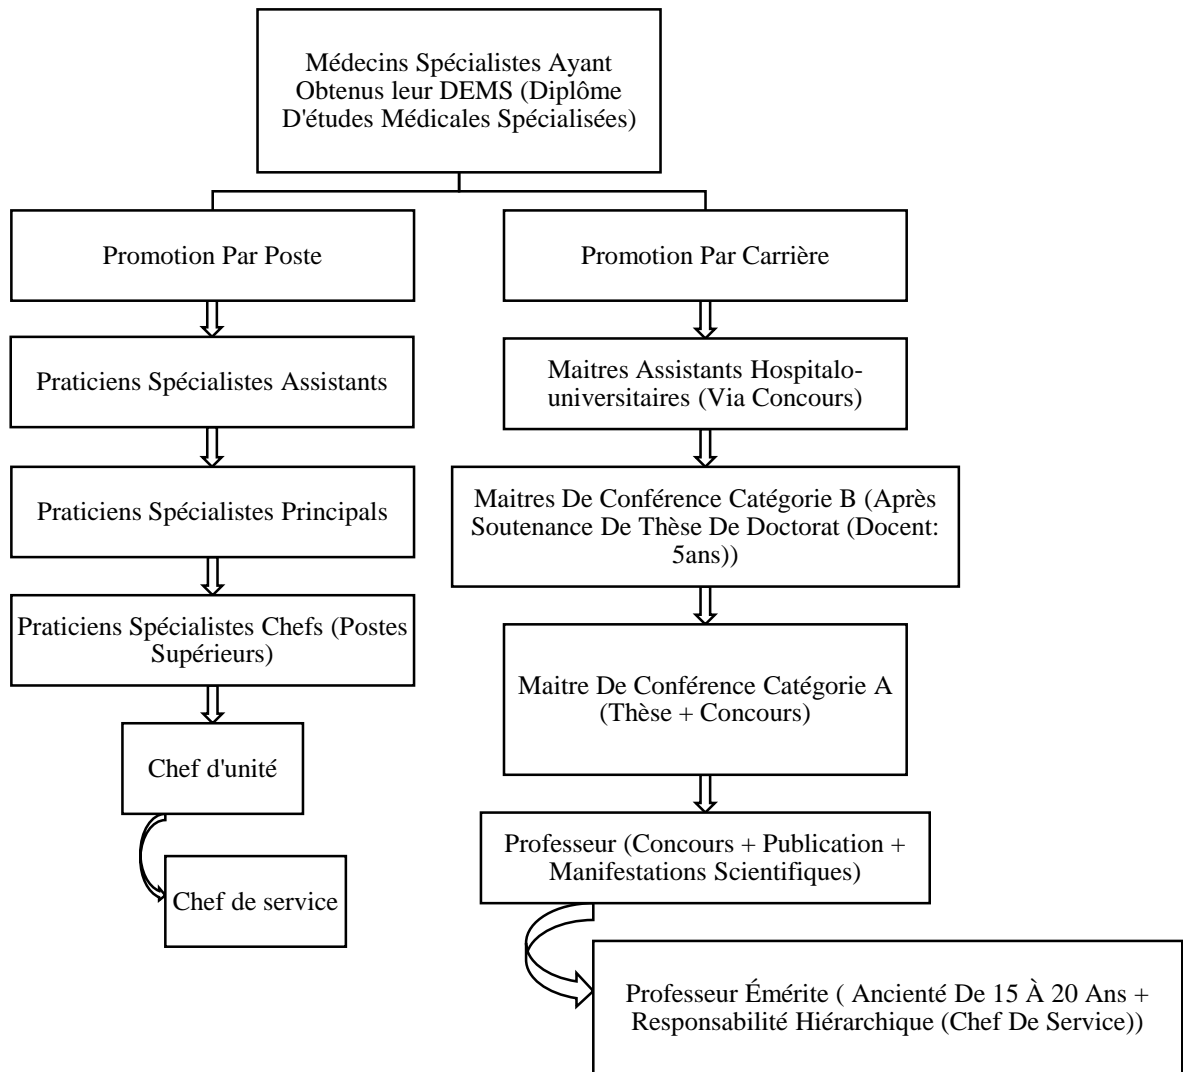 Médecins Spécialistes Ayant
Obtenus leur DEMS (Diplôme
D'études Médicales Spécialisées)
Promotion Par Poste
Praticiens Spécialistes Assistants
Praticiens Spécialistes Principals
Praticiens Spécialistes Chefs (Postes
Supérieurs)
Chef d'unité
Chef de service
Promotion Par Carrière
Maitres Assistants Hospitalo-
universitaires (Via Concours)
Maitres De Conférence Catégorie B (Après
Soutenance De Thèse De Doctorat (Docent:
5ans))
Maitre De Conférence Catégorie A
(Thèse + Concours)
Professeur (Concours + Publication +
Manifestations Scientifiques)
Professeur Émérite ( Ancienté De 15 À 20 Ans +
Responsabilité Hiérarchique (Chef De Service))